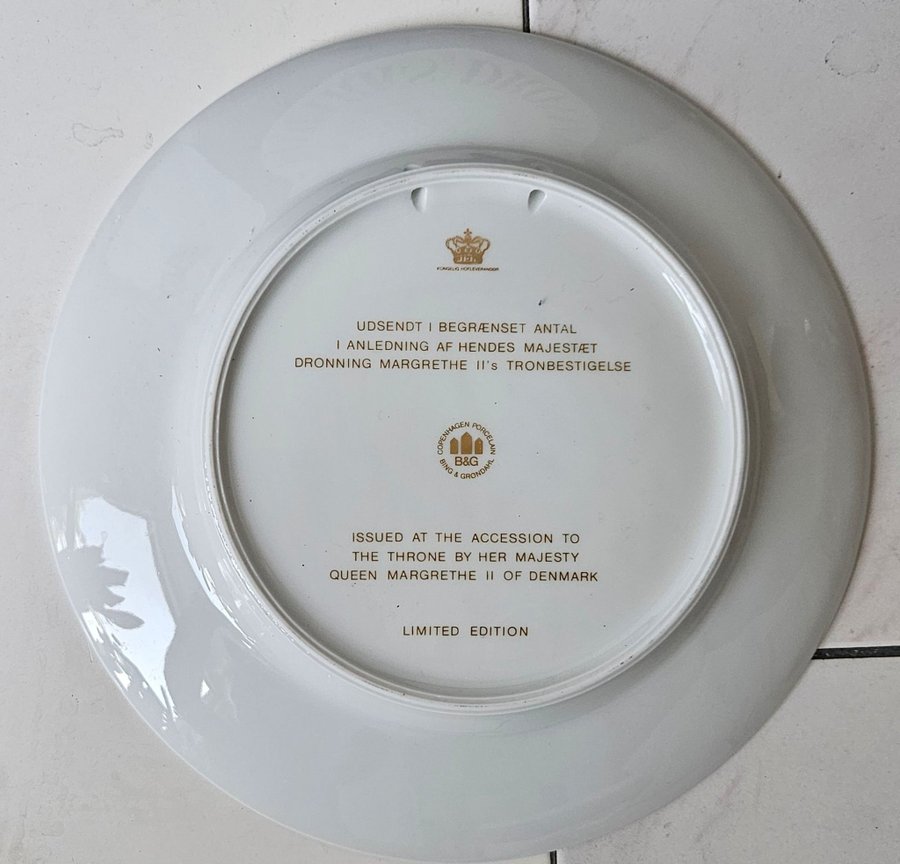 KONGELIG HOFLEVERANDØR
UDSENDT I BEGRÆNSET ANTAL
I ANLEDNING AF HENDES MAJESTÆT
DRONNING MARGRETHE II's TRONBESTIGELSE
COPENHAGEN PORCELAIN
B&G
BING & GRØNDAHL
ISSUED AT THE ACCESSION TO
THE THRONE BY HER MAJESTY
QUEEN MARGRETHE II OF DENMARK
LIMITED EDITION